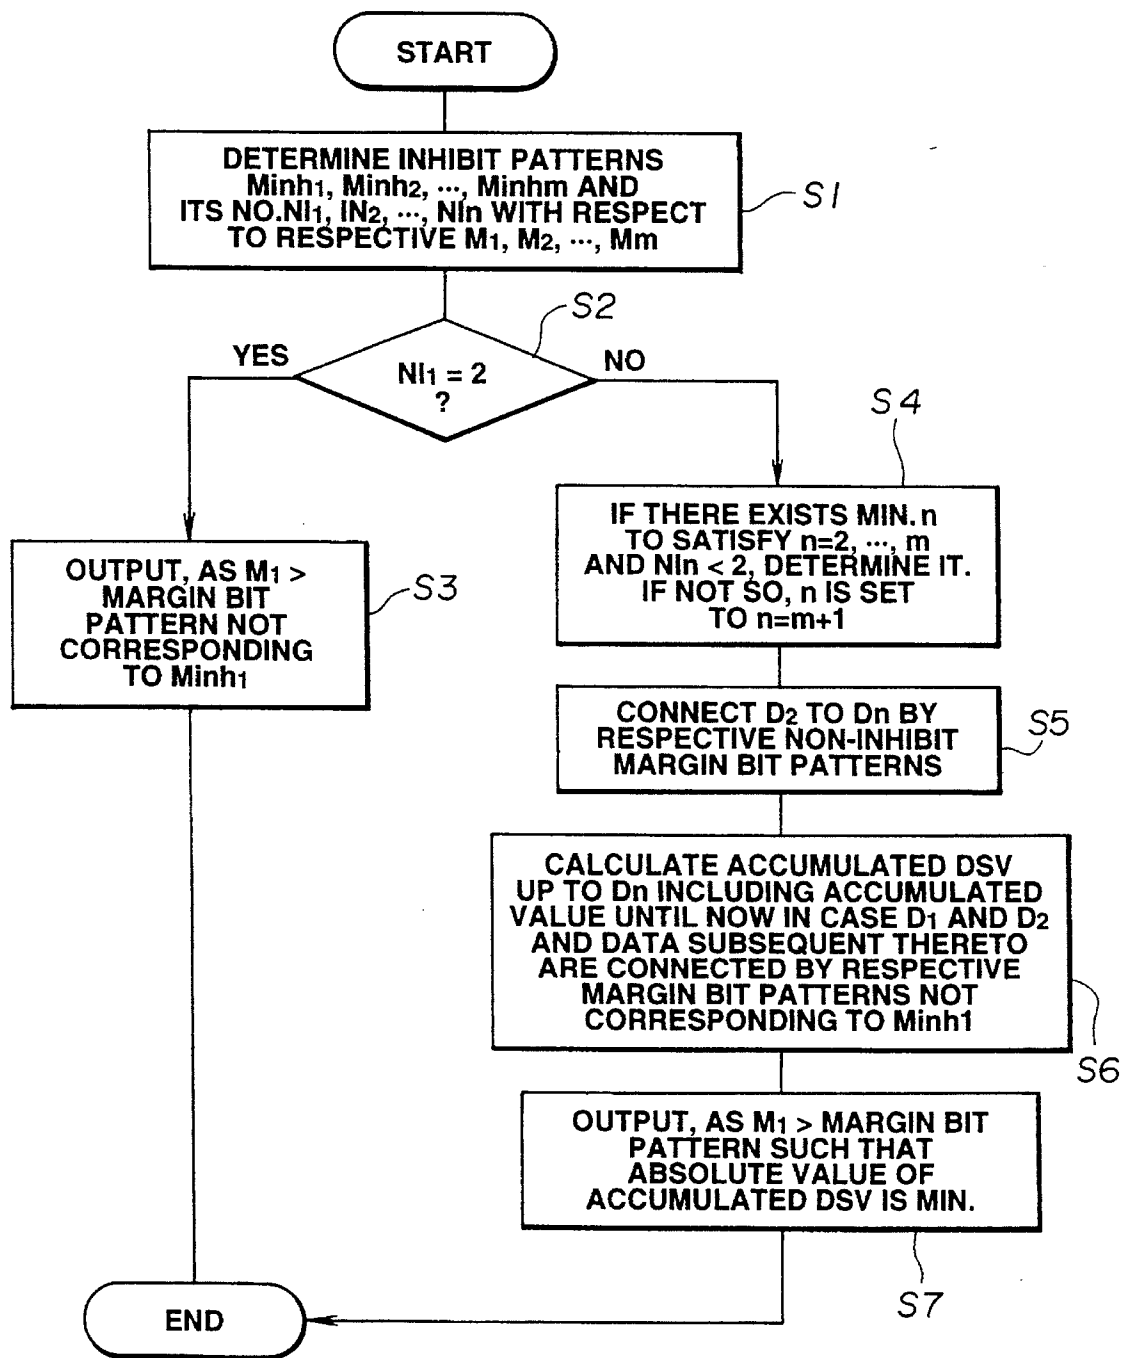 START
DETERMINE INHIBIT PATTERNS
Minh1, Minh2, ···, Minhm AND
ITS NO.NI1, IN2, ···, NIn WITH RESPECT
TO RESPECTIVE M1, M2, ···, Mm
S1
S2
YES
NO
NI1 = 2
?
S4
OUTPUT, AS M1 >
MARGIN BIT
PATTERN NOT
CORRESPONDING
TO Minh1
S3
IF THERE EXISTS MIN. n
TO SATISFY n=2, ···, m
AND NIn < 2, DETERMINE IT.
IF NOT SO, n IS SET
TO n=m+1
CONNECT D2 TO Dn BY
RESPECTIVE NON-INHIBIT
MARGIN BIT PATTERNS
S5
CALCULATE ACCUMULATED DSV
UP TO Dn INCLUDING ACCUMULATED
VALUE UNTIL NOW IN CASE D1 AND D2
AND DATA SUBSEQUENT THERETO
ARE CONNECTED BY RESPECTIVE
MARGIN BIT PATTERNS NOT
CORRESPONDING TO Minh1
S6
OUTPUT, AS M1 > MARGIN BIT
PATTERN SUCH THAT
ABSOLUTE VALUE OF
ACCUMULATED DSV IS MIN.
S7
END